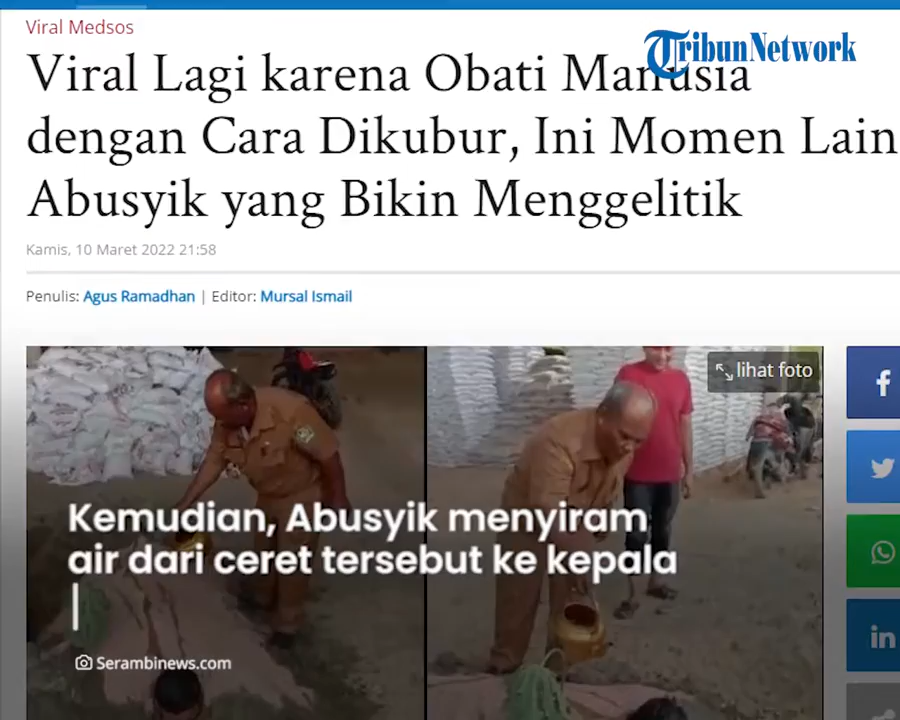 Viral Medsos
TribunNetwork
Viral Lagi karena Obati Manusia
dengan Cara Dikubur, Ini Momen Lain
Abusyik yang Bikin Menggelitik
Kamis, 10 Maret 2022 21:58
Penulis: Agus Ramadhan | Editor: Mursal Ismail
lihat foto
Kemudian, Abusyik menyiram
air dari ceret tersebut ke kepala
Serambinews.com